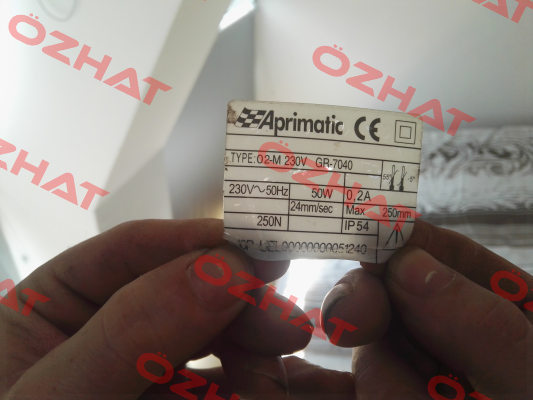 Aprimatic CE
TYPE: 02-M 230V GR-7040
230V~50Hz 50W 0,2A
24mm/sec Max 250mm
250N IP54
ÖZHAT
ÖZHAT
ÖZHAT
ÖZHAT
ÖZHAT
ÖZHAT
ÖZHAT